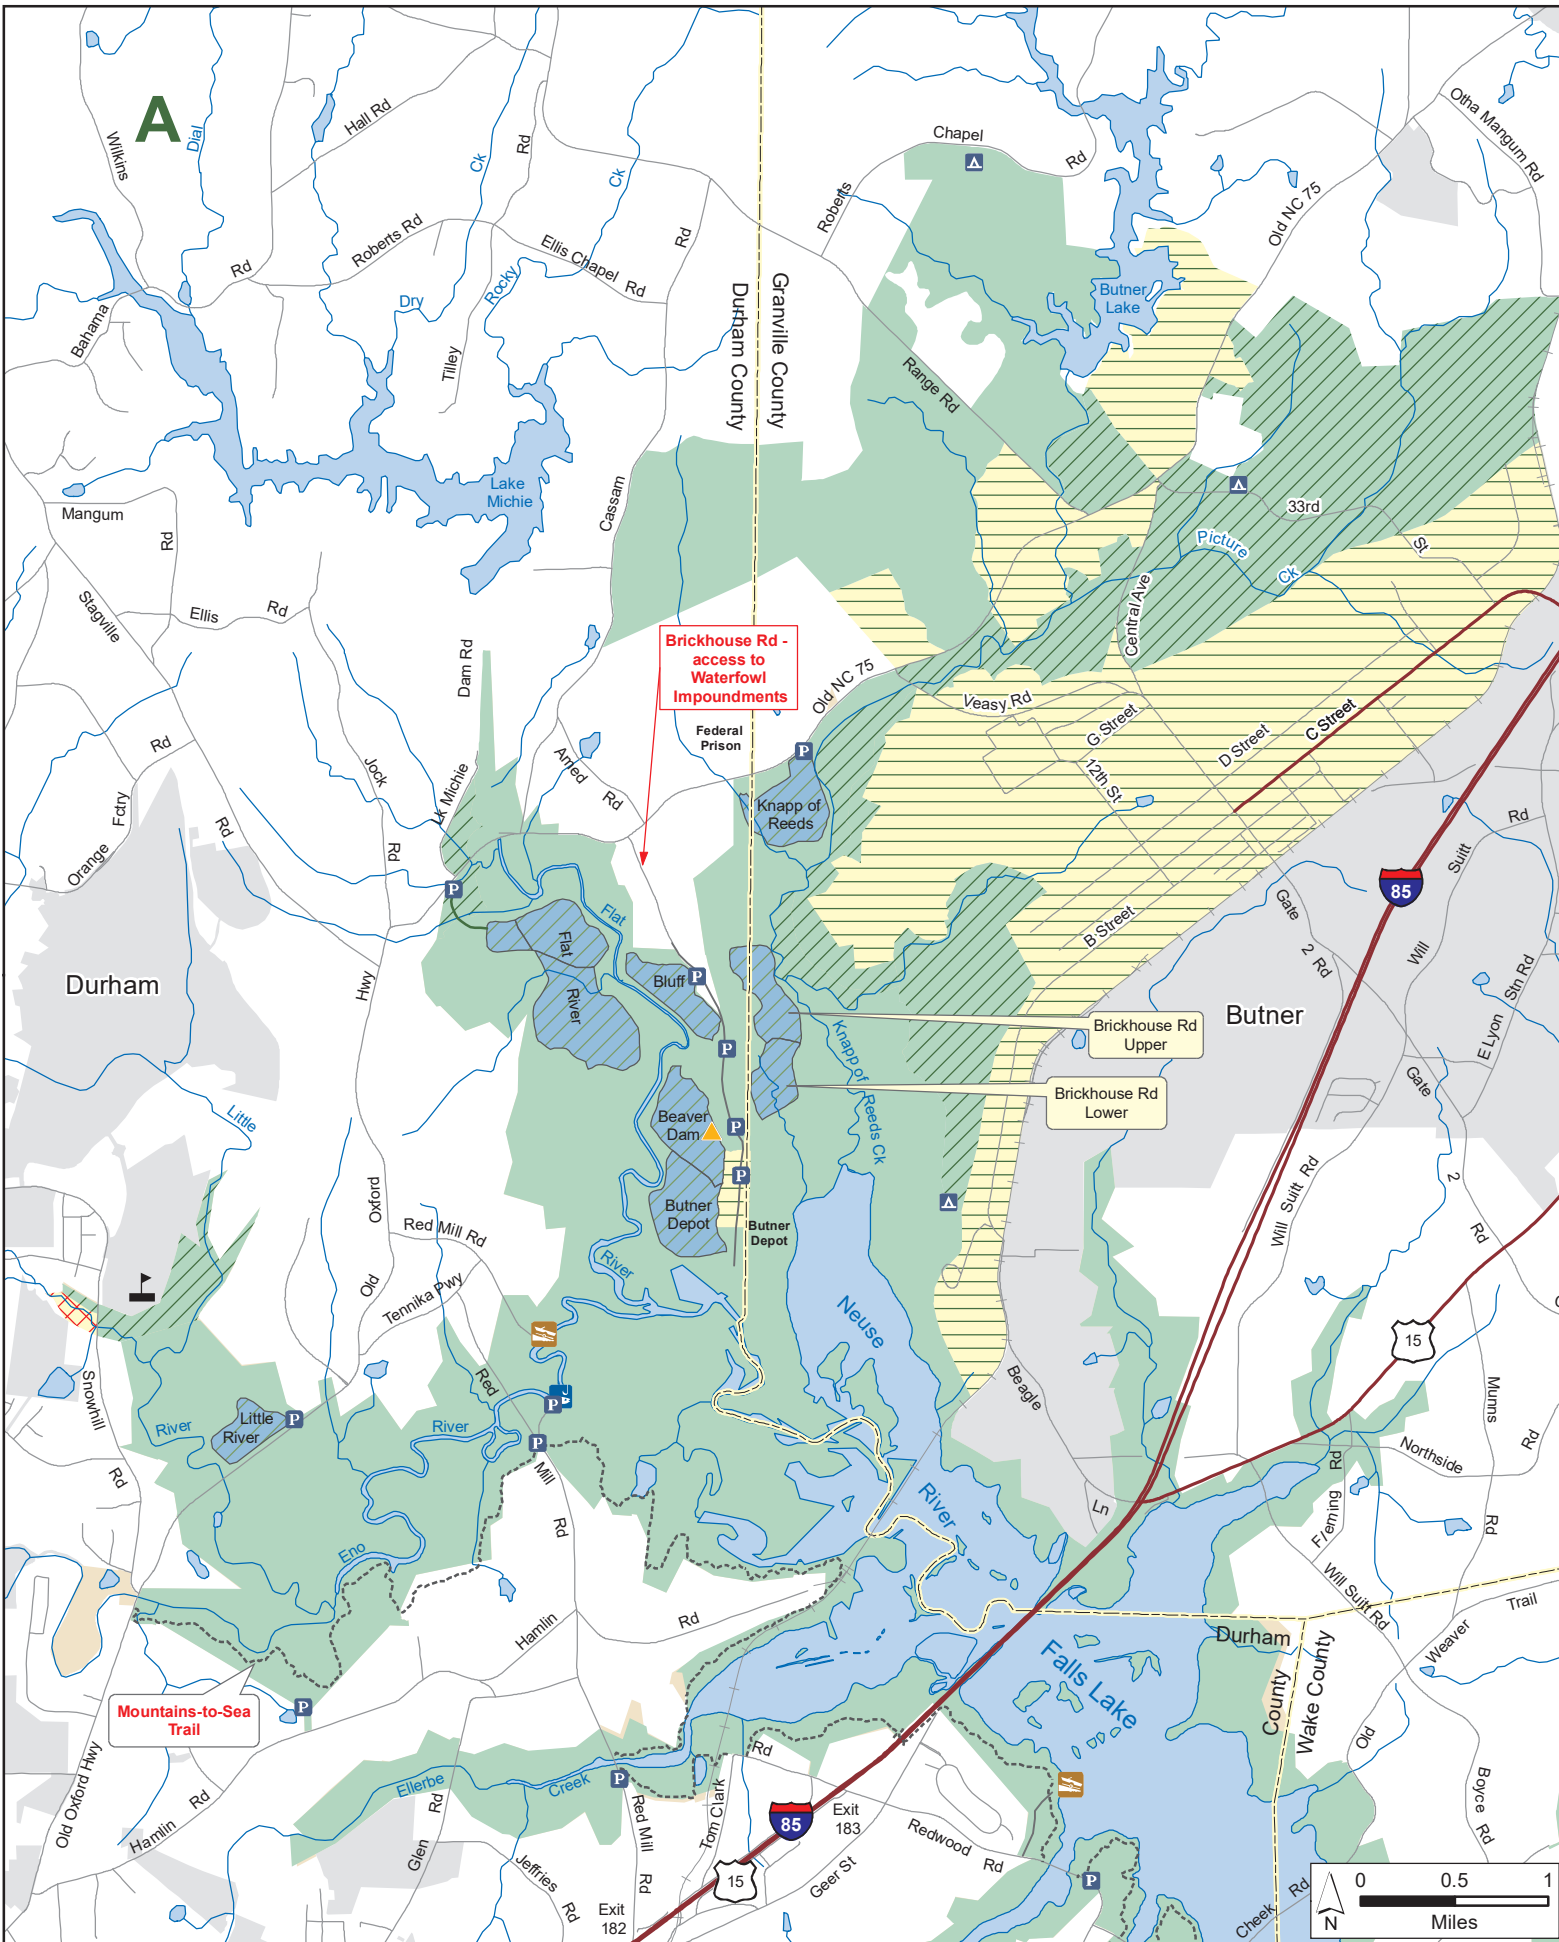 A
Wilkins
Dial
Hall Rd
Ck
Rd
Ck
Chapel
Rd
Otha Mangum Rd
Roberts
Old NC 75
Roberts Rd
Rd
Ellis Chapel Rd
Rd
Rocky
Dry
Bahama
Tilley
Durham County
Granville County
Butner
Lake
Range Rd
Lake
Michie
Cassam
Mangum
Rd
33rd
St
Picture
Ck
Stagville
Ellis Rd
Central Ave
Dam Rd
Brickhouse Rd -
access to
Waterfowl
Impoundments
Old NC 75
Veasy Rd
Federal
Prison
G Street
D Street
C Street
12th St
Rd
Jock
Amed
Rd
Lk Michie
Fctry
Orange
Rd
Rd
Knapp of
Reeds
P
Suitt
Rd
85
P
Flat
Flat
River
Gate
2 Rd
Will
B Street
Durham
Hwy
Bluff
P
E Lyon Stn Rd
Butner
Brickhouse Rd
Upper
Knapp of
Reeds Ck
P
Gate
Brickhouse Rd
Lower
Little
Beaver
Dam
P
P
Will Suitt Rd
2
Rd
Oxford
Red Mill Rd
Butner
Depot
Butner
Depot
River
Old
Tennika Pwy
Neuse
15
Snowhill
Rd
Red
Beagle
Ln
Munns
Rd
Little
River
P
River
River
P
P
Mill
Rd
Northside
Rd
Rd
Fleming
River
Eno
Will Suitt Rd
Trail
Weaver
Hamlin
Rd
Durham
County
Wake County
Falls Lake
Mountains-to-Sea
Trail
P
Old
Old Oxford Hwy
Hamlin
Rd
Ellerbe
Creek
P
Rd
Glen
Rd
Red Mill
Rd
Tom Clark
85
Exit
183
Redwood
Rd
Boyce
Rd
Jeffries
Rd
15
Geer St
P
Exit
182
Cheek
Rd
N
0 0.5 1
Miles